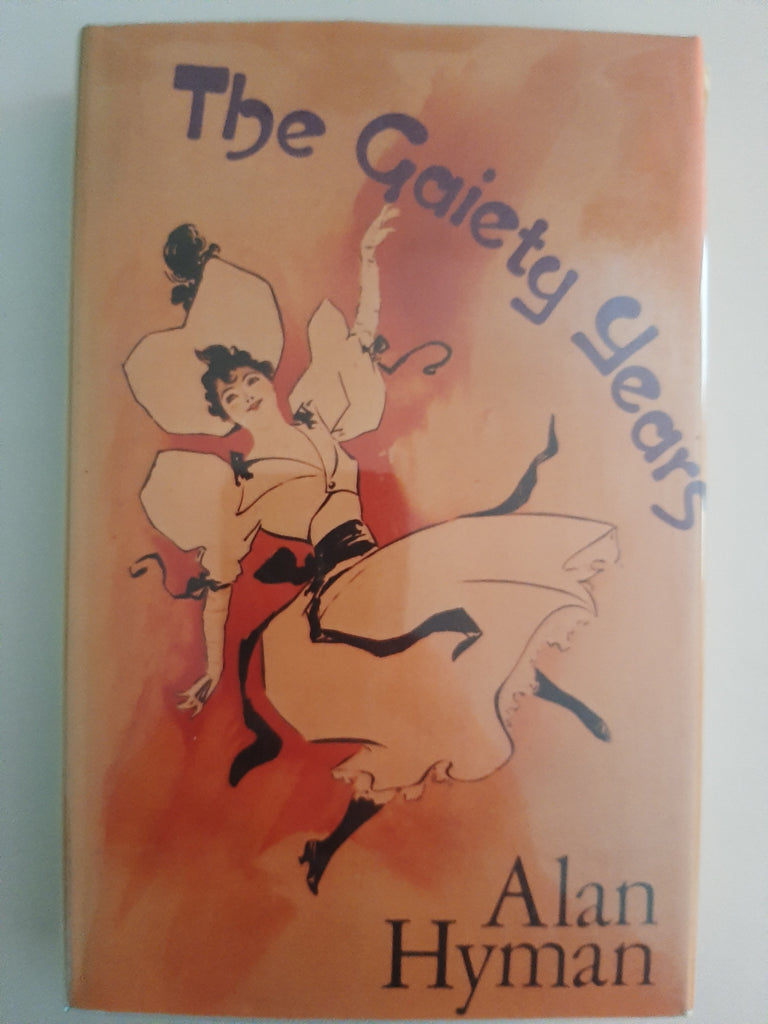 The Gaiety Years
Alan
Hyman